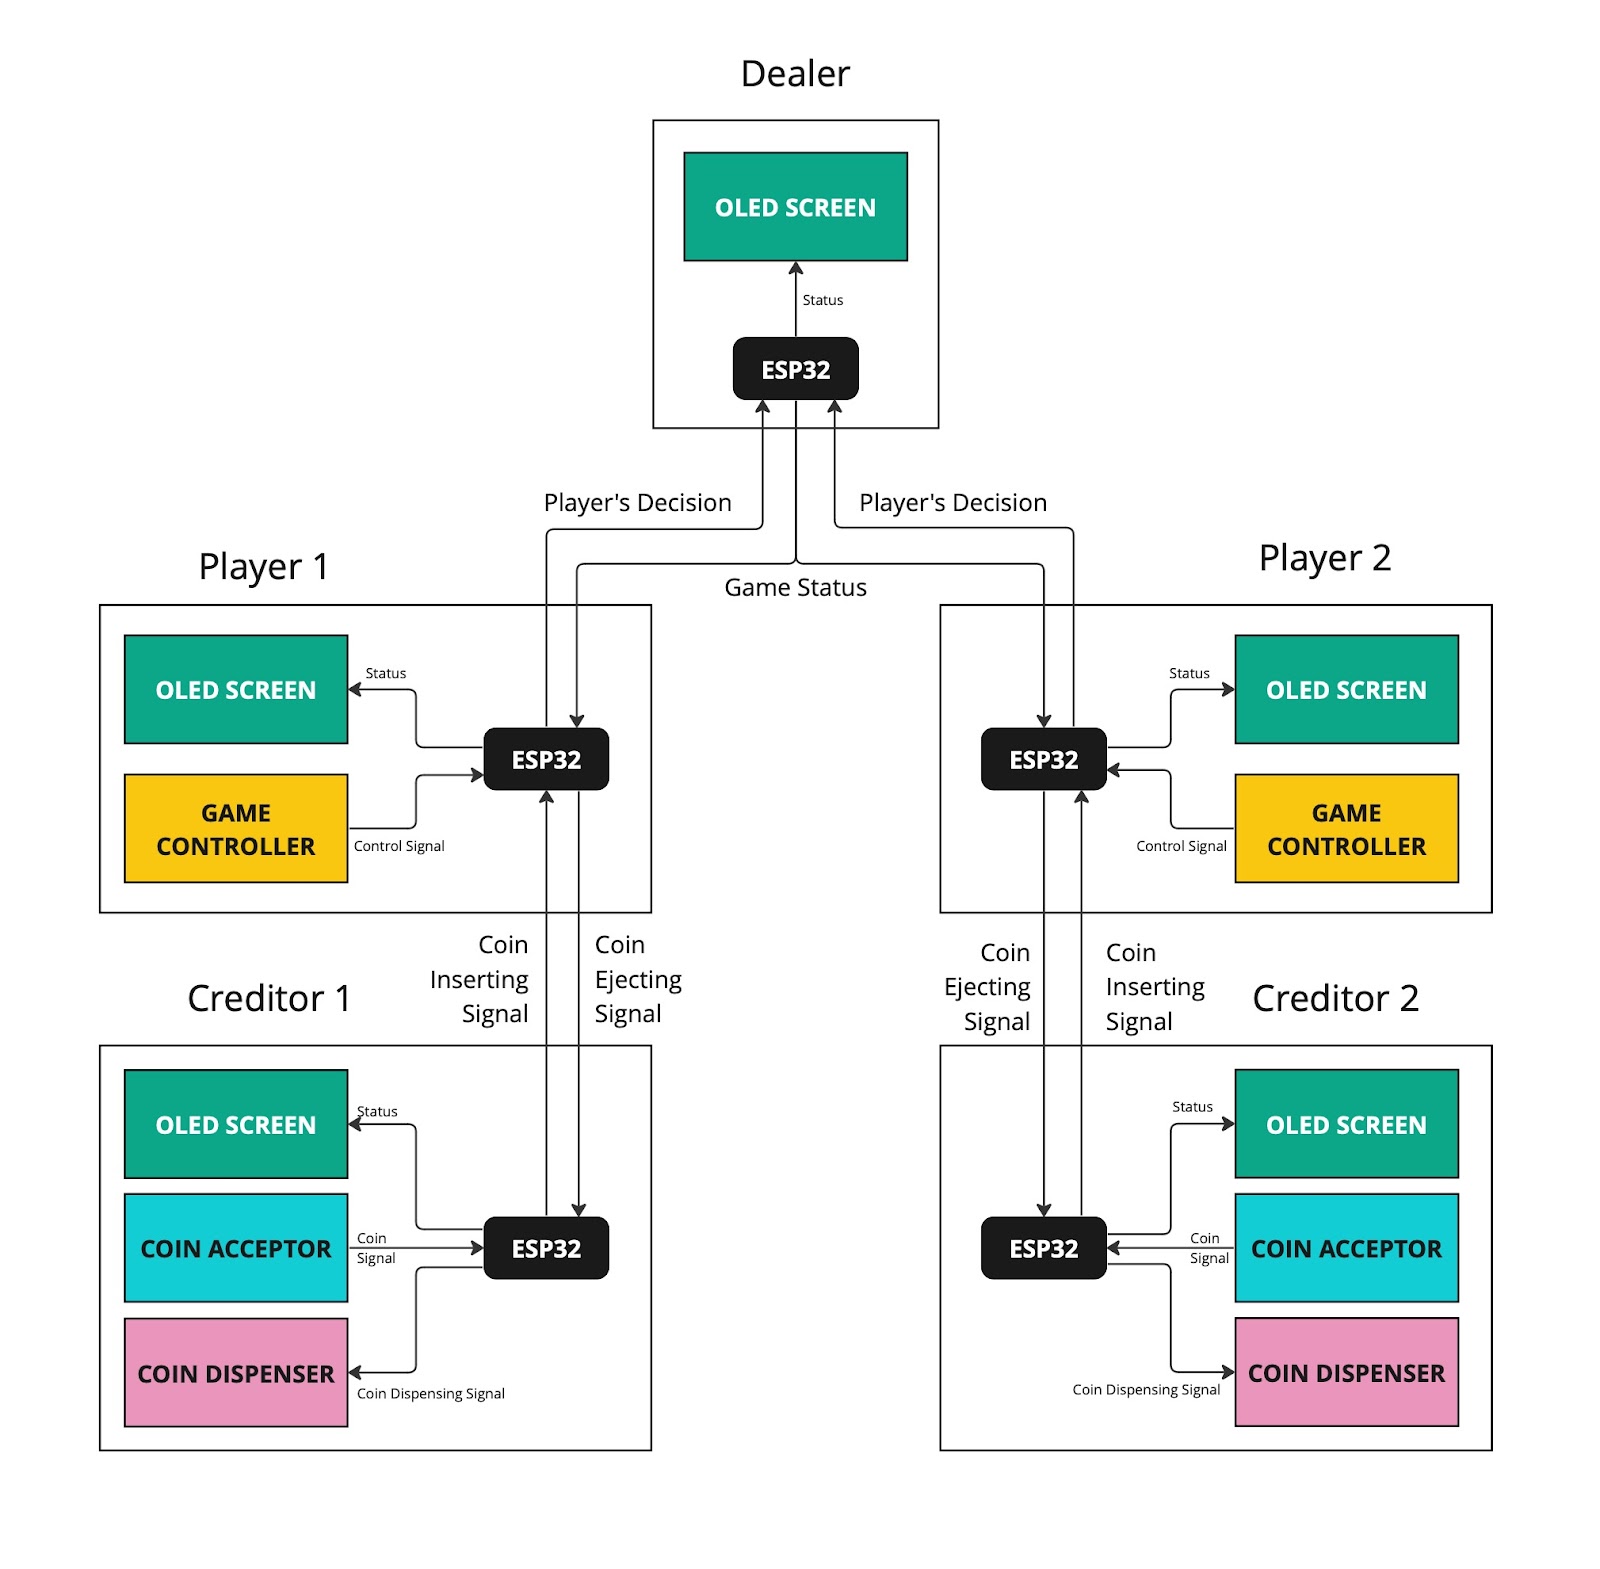 Dealer
OLED SCREEN
Status
ESP32
Player's Decision
Player's Decision
Game Status
Player 1
OLED SCREEN
Status
ESP32
GAME
CONTROLLER
Control Signal
Player 2
Status
OLED SCREEN
ESP32
GAME
CONTROLLER
Control Signal
Coin
Inserting
Signal
Coin
Ejecting
Signal
Coin
Ejecting
Signal
Coin
Inserting
Signal
Creditor 1
OLED SCREEN
Status
COIN ACCEPTOR
Coin
Signal
ESP32
COIN DISPENSER
Coin Dispensing Signal
Creditor 2
Status
OLED SCREEN
ESP32
Coin
Signal
COIN ACCEPTOR
Coin Dispensing Signal
COIN DISPENSER